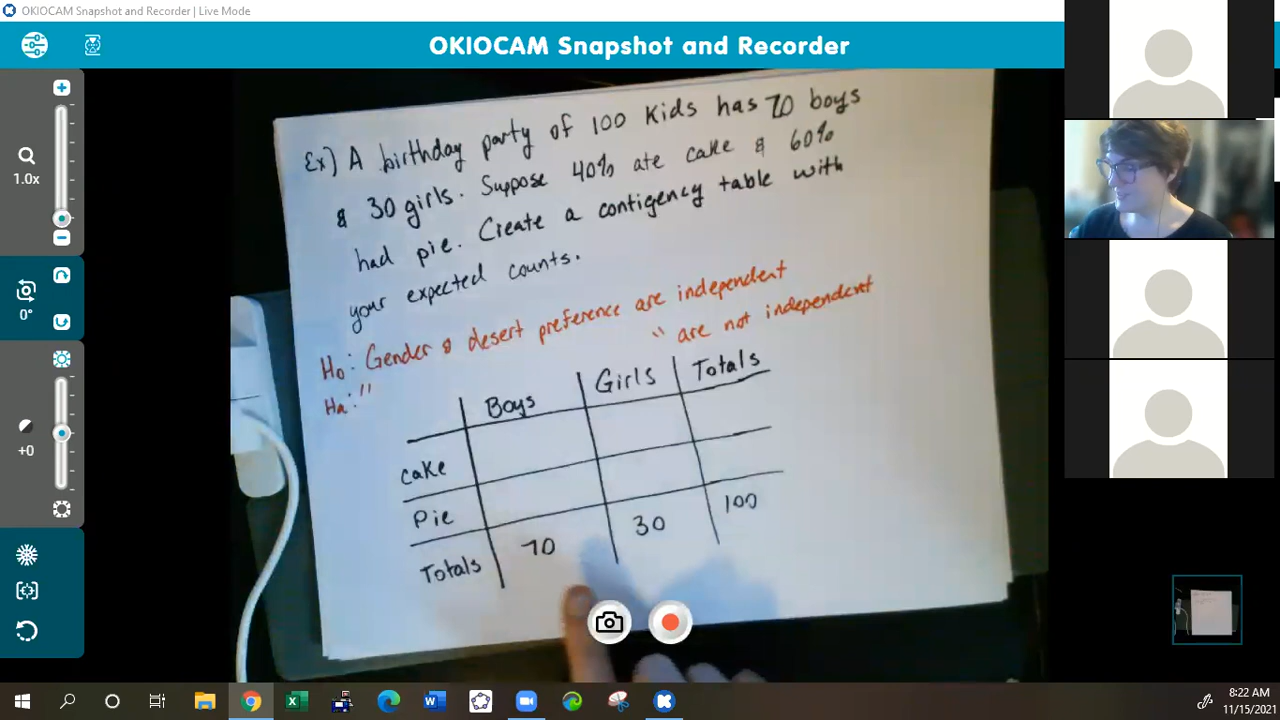 OKIOCAM Snapshot and Recorder | Live Mode
OKIOCAM Snapshot and Recorder
1.0x
0°
+0
Ex) A birthday party of 100 kids has 70 boys
& 30 girls. Suppose 40% ate cake & 60%
had pie. Create a contigency table with
your expected counts.
Ho: Gender & desert preference are independent
Ha: " " are not independent
Boys Girls Totals
cake
Pie
Totals 70 30 100
8:22 AM
11/15/2021